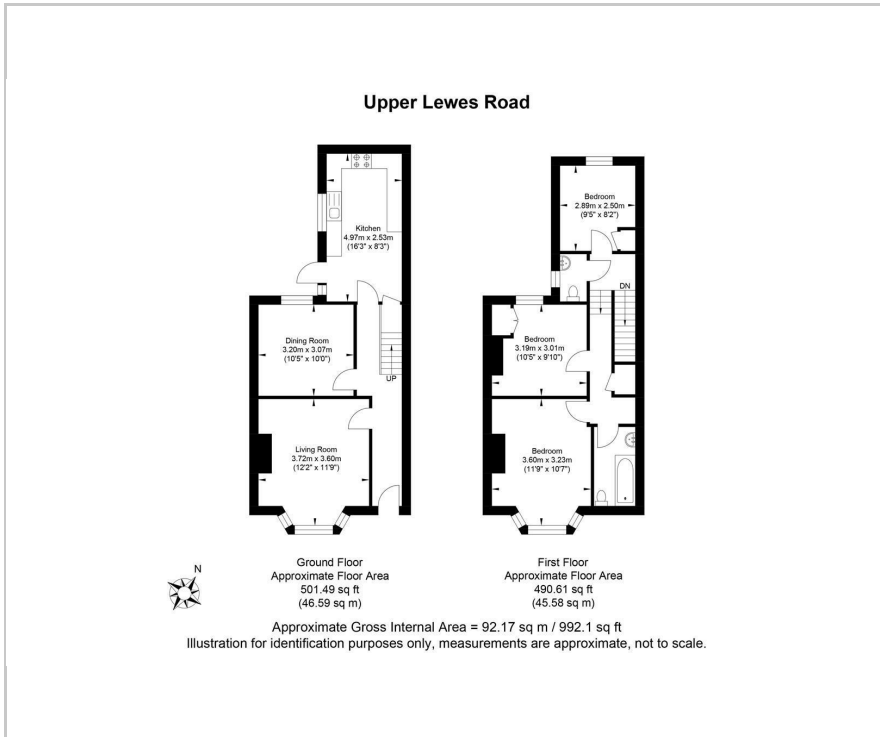 Upper Lewes Road
Kitchen
4.97m x 2.53m
(16'3" x 8'3")
Dining Room
3.20m x 3.07m
(10'5" x 10'0")
UP
Living Room
3.72m x 3.60m
(12'2" x 11'9")
Bedroom
2.89m x 2.50m
(9'5" x 8'2")
DN
Bedroom
3.19m x 3.01m
(10'5" x 9'10")
Bedroom
3.60m x 3.23m
(11'9" x 10'7")
N
Ground Floor
Approximate Floor Area
501.49 sq ft
(46.59 sq m)
First Floor
Approximate Floor Area
490.61 sq ft
(45.58 sq m)
Approximate Gross Internal Area = 92.17 sq m / 992.1 sq ft
Illustration for identification purposes only, measurements are approximate, not to scale.